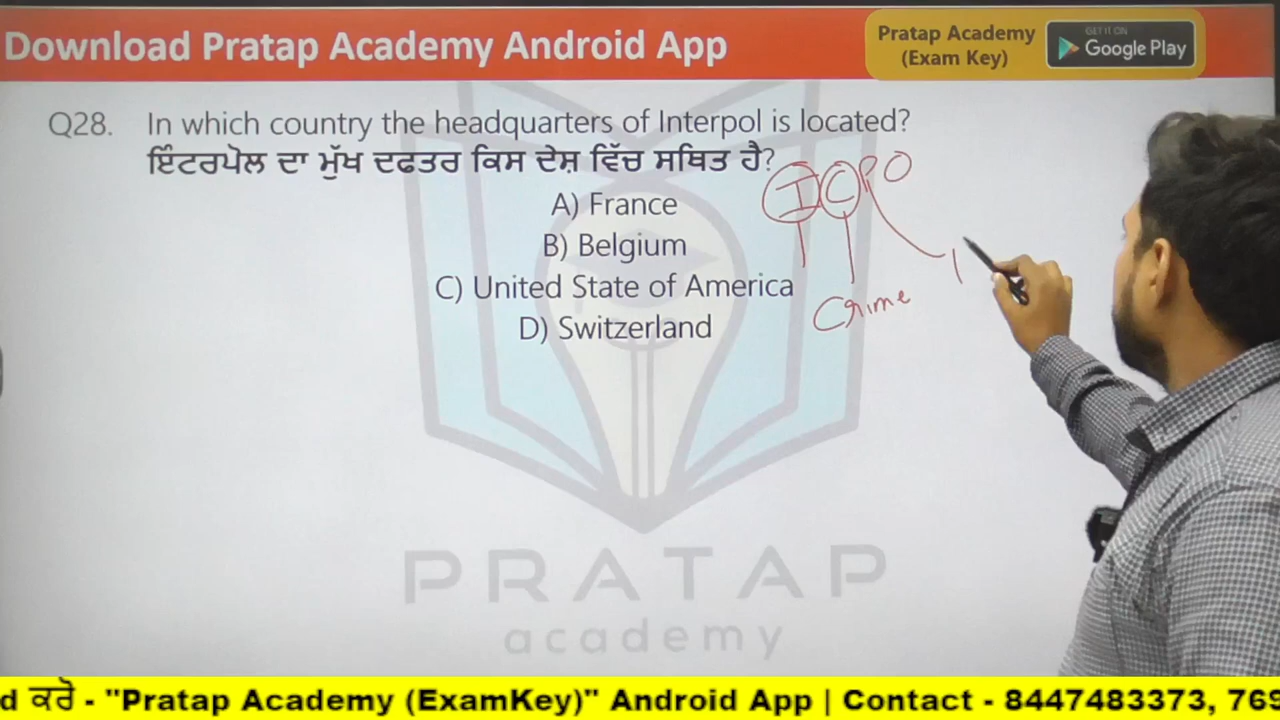 Download Pratap Academy Android App
Pratap Academy
(Exam Key)
GET IT ON
Google Play
Q28. In which country the headquarters of Interpol is located?
ਇੰਟਰਪੋਲ ਦਾ ਮੁੱਖ ਦਫਤਰ ਕਿਸ ਦੇਸ਼ ਵਿੱਚ ਸਥਿਤ ਹੈ?
ICPO
A) France
B) Belgium
C) United State of America
Crime
D) Switzerland
PRATAP
academy
d ਕਰੋ - "Pratap Academy (ExamKey)" Android App | Contact - 8447483373, 769